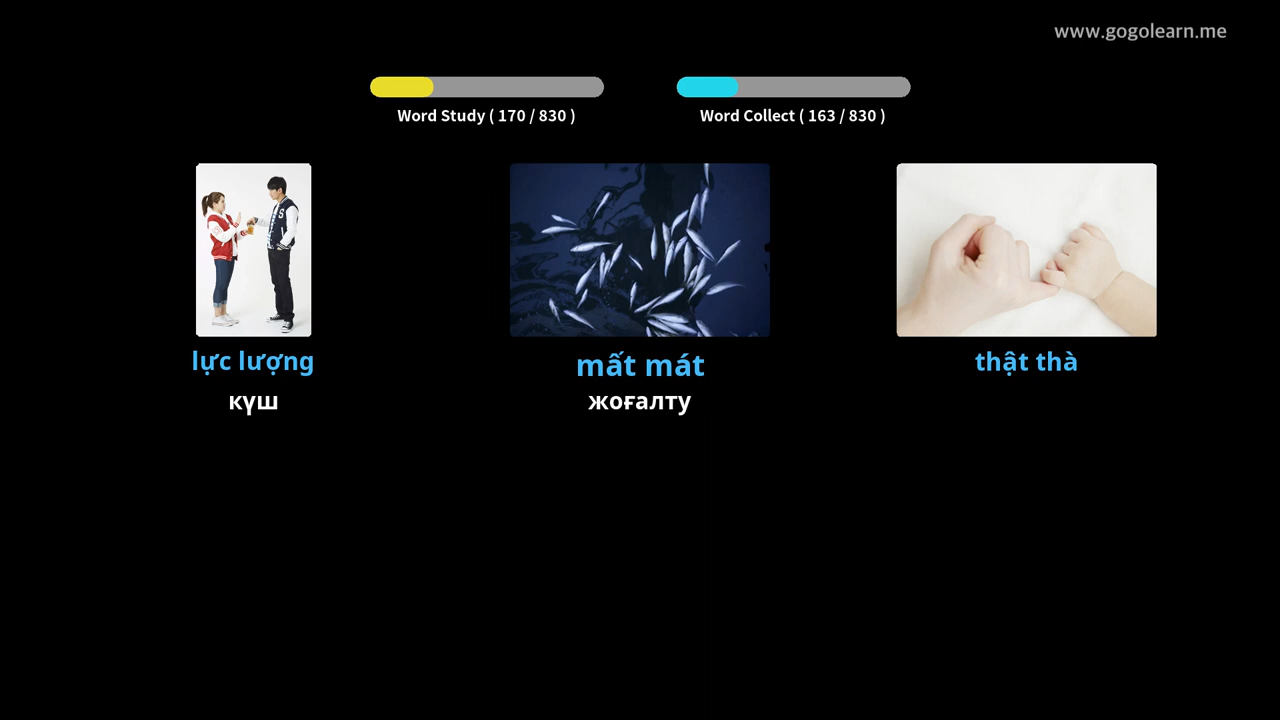 www.gogolearn.me
Word Study ( 170 / 830 )
Word Collect ( 163 / 830 )
lực lượng
күш
mất mát
жоғалту
thật thà